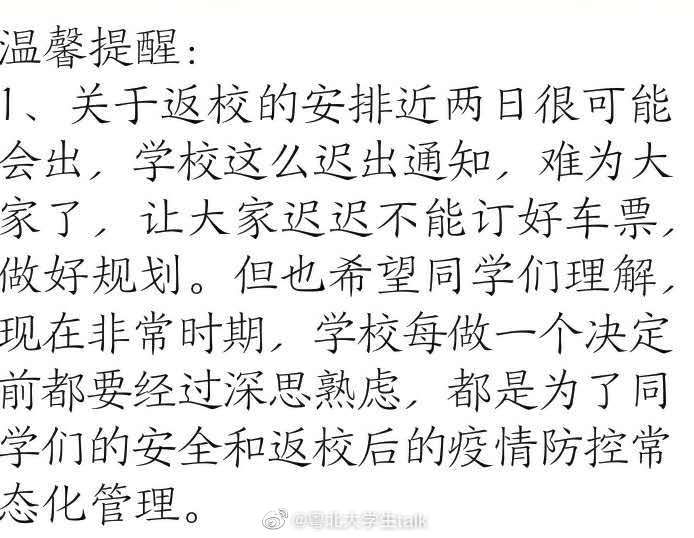 温馨提醒：
1、关于返校的安排近两日很可能
会出，学校这么迟出通知，难为大
家了，让大家迟迟不能订好车票，
做好规划。但也希望同学们理解，
现在非常时期，学校每做一个决定
前都要经过深思熟虑，都是为了同
学们的安全和返校后的疫情防控常
态化管理。
@粤北大学生talk